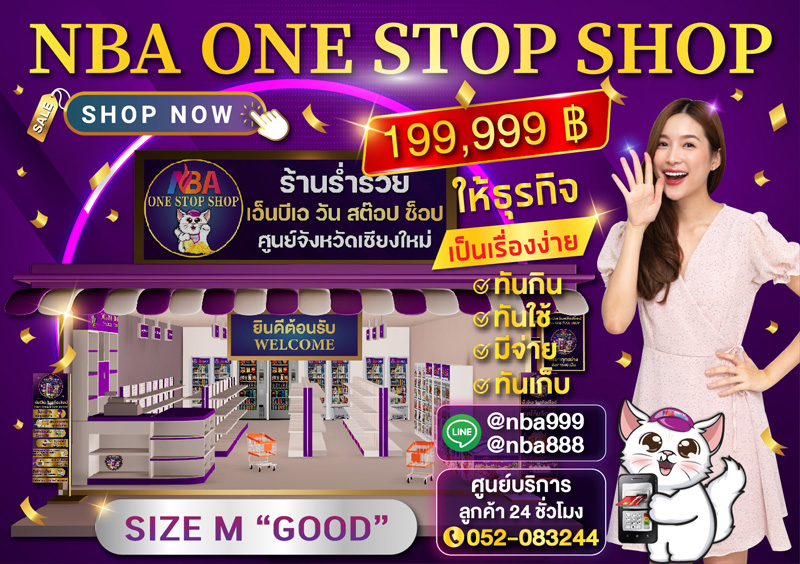 NBA ONE STOP SHOP
SALE
SHOP NOW
199,999 ฿
NBA
ONE STOP SHOP
ร้านร่ำรวย
เอ็นบีเอ วัน สต๊อป ช็อป
ศูนย์จังหวัดเชียงใหม่
ให้ธุรกิจ
เป็นเรื่องง่าย
ทันกิน
ทันใช้
มีจ่าย
ทันเก็บ
ยินดีต้อนรับ
WELCOME
LINE
@nba999
@nba888
ศูนย์บริการ
ลูกค้า 24 ชั่วโมง
052-083244
SIZE M “GOOD”